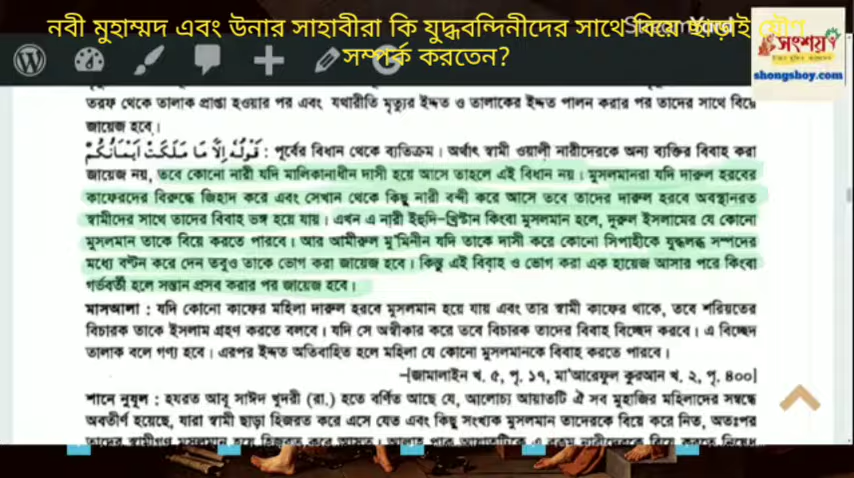 নবী মুহাম্মদ এবং উনার সাহাবীরা কি যুদ্ধবন্দিনীদের সাথে বিয়ে ছাড়াই যৌণ
সম্পর্ক করতেন?
সংশয়
shongshoy.com
তরফ থেকে তালাক প্রাপ্তা হওয়ার পর এবং যথারীতি মৃত্যুর ইদ্দত ও তালাকের ইদ্দত পালন করার পর তাদের সাথে বিয়ে
জায়েজ হবে।
قَوْلُهُ إِلَّا مَا مَلَكَتْ أَيْمَانُكُمْ : পূর্বের বিধান থেকে ব্যতিক্রম। অর্থাৎ স্বামী ওয়ালী নারীদেরকে অন্য ব্যক্তির বিবাহ করা
জায়েজ নয়, তবে কোনো নারী যদি মালিকানাধীন দাসী হয়ে আসে তাহলে এই বিধান নয়। মুসলমানরা যদি দারুল হরবের
কাফেরদের বিরুদ্ধে জিহাদ করে এবং সেখান থেকে কিছু নারী বন্দী করে আসে তবে তাদের দারুল হরবে অবস্থানরত
স্বামীদের সাথে তাদের বিবাহ ভঙ্গ হয়ে যায়। এখন এ নারী ইহুদি-খ্রিস্টান কিংবা মুসলমান হলে, দুরুল ইসলামের যে কোনো
মুসলমান তাকে বিয়ে করতে পারবে। আর আমীরুল মু'মিনীন যদি তাকে দাসী করে কোনো সিপাহীকে যুদ্ধলব্ধ সম্পদের
মধ্যে বণ্টন করে দেন তবুও তাকে ভোগ করা জায়েজ হবে। কিন্তু এই বিবাহ ও ভোগ করা এক হায়েজ আসার পরে কিংবা
গর্ভবতী হলে সন্তান প্রসব করার পর জায়েজ হবে।
মাসআলা : যদি কোনো কাফের মহিলা দারুল হরবে মুসলমান হয়ে যায় এবং তার স্বামী কাফের থাকে, তবে শরিয়তের
বিচারক তাকে ইসলাম গ্রহণ করতে বলবে। যদি সে অস্বীকার করে তবে বিচারক তাদের বিবাহ বিচ্ছেদ করবে। এ বিচ্ছেদ
তালাক বলে গণ্য হবে। এরপর ইদ্দত অতিবাহিত হলে মহিলা যে কোনো মুসলমানকে বিবাহ করতে পারবে।
-[জামালাইন খ. ৫, পৃ. ১৭, মা'আরেফুল কুরআন খ. ২, পৃ. ৪০০]
শানে নুযূল : হযরত আবূ সাঈদ খুদরী (রা.) হতে বর্ণিত আছে যে, আলোচ্য আয়াতটি ঐ সব মুহাজির মহিলাদের সম্বন্ধে
অবতীর্ণ হয়েছে, যারা স্বামী ছাড়া হিজরত করে এসে যেত এবং কিছু সংখ্যক মুসলমান তাদেরকে বিয়ে করে নিত, অতঃপর
তাদের স্বামীগণ মুসলমান হয়ে হিজরত করে আসত।